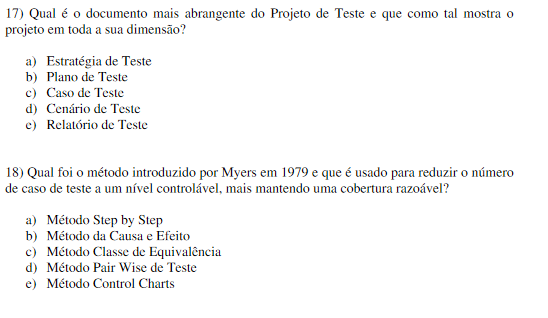 17) Qual é o documento mais abrangente do Projeto de Teste e que como tal mostra o
projeto em toda a sua dimensão?
a) Estratégia de Teste
b) Plano de Teste
c) Caso de Teste
d) Cenário de Teste
e) Relatório de Teste
18) Qual foi o método introduzido por Myers em 1979 e que é usado para reduzir o número
de caso de teste a um nível controlável, mais mantendo uma cobertura razoável?
a) Método Step by Step
b) Método da Causa e Efeito
c) Método Classe de Equivalência
d) Método Pair Wise de Teste
e) Método Control Charts